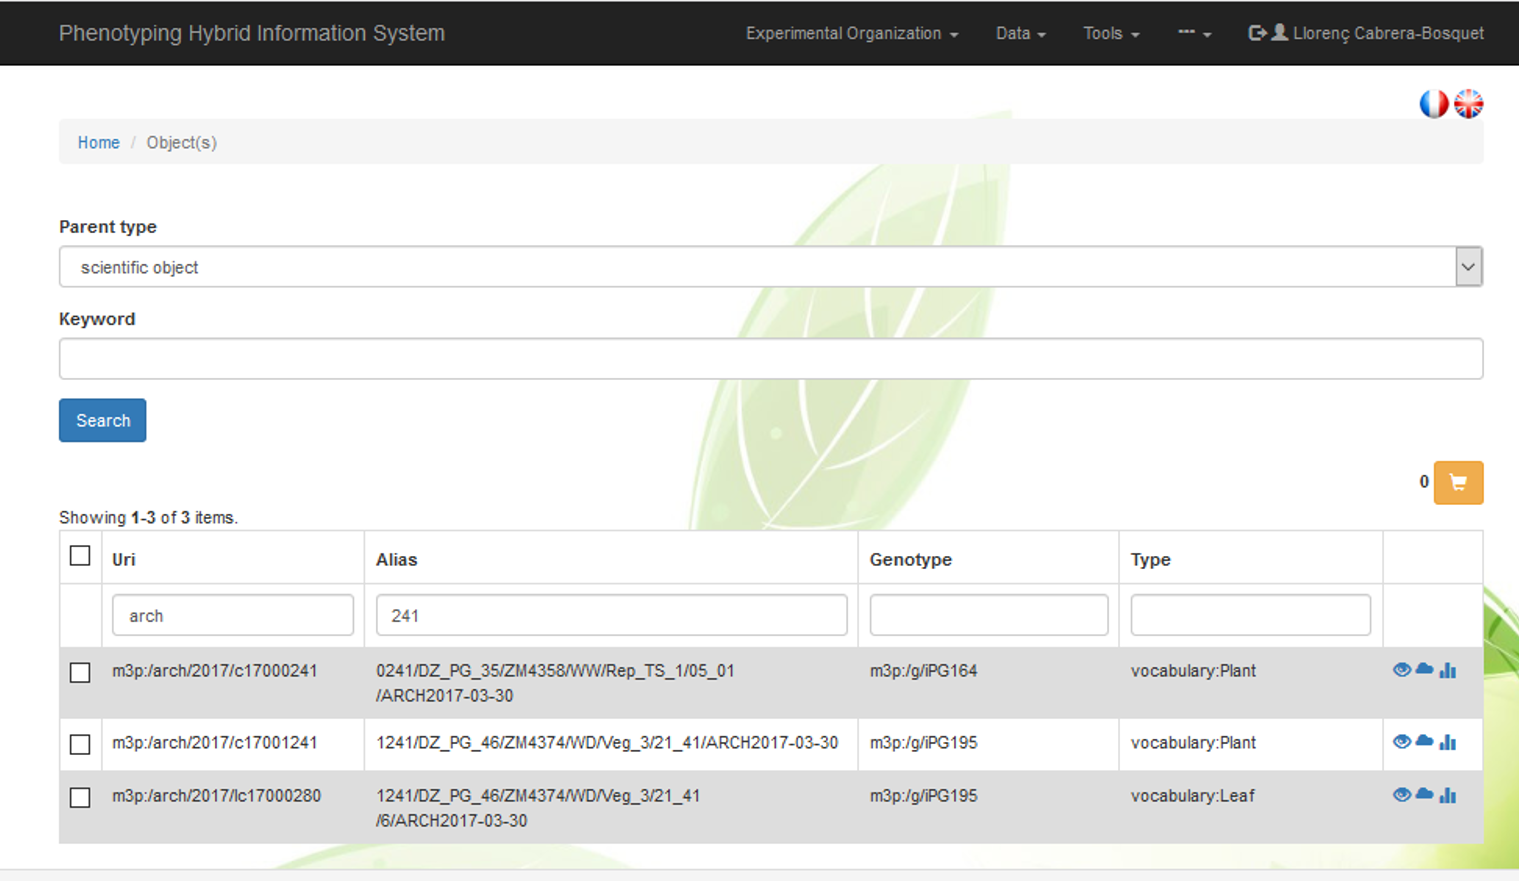 Phenotyping Hybrid Information System Experimental Organization Data Tools --- Llorenç Cabrera-Bosquet
Home / Object(s)
Parent type
scientific object
Keyword
Search
0
Showing 1-3 of 3 items.
Uri Alias Genotype Type
arch 241
m3p:/arch/2017/c17000241 0241/DZ_PG_35/ZM4358/WW/Rep_TS_1/05_01 m3p:/g/iPG164 vocabulary:Plant
/ARCH2017-03-30
m3p:/arch/2017/c17001241 1241/DZ_PG_46/ZM4374/WD/Veg_3/21_41/ARCH2017-03-30 m3p:/g/iPG195 vocabulary:Plant
m3p:/arch/2017/lc17000280 1241/DZ_PG_46/ZM4374/WD/Veg_3/21_41 m3p:/g/iPG195 vocabulary:Leaf
/6/ARCH2017-03-30